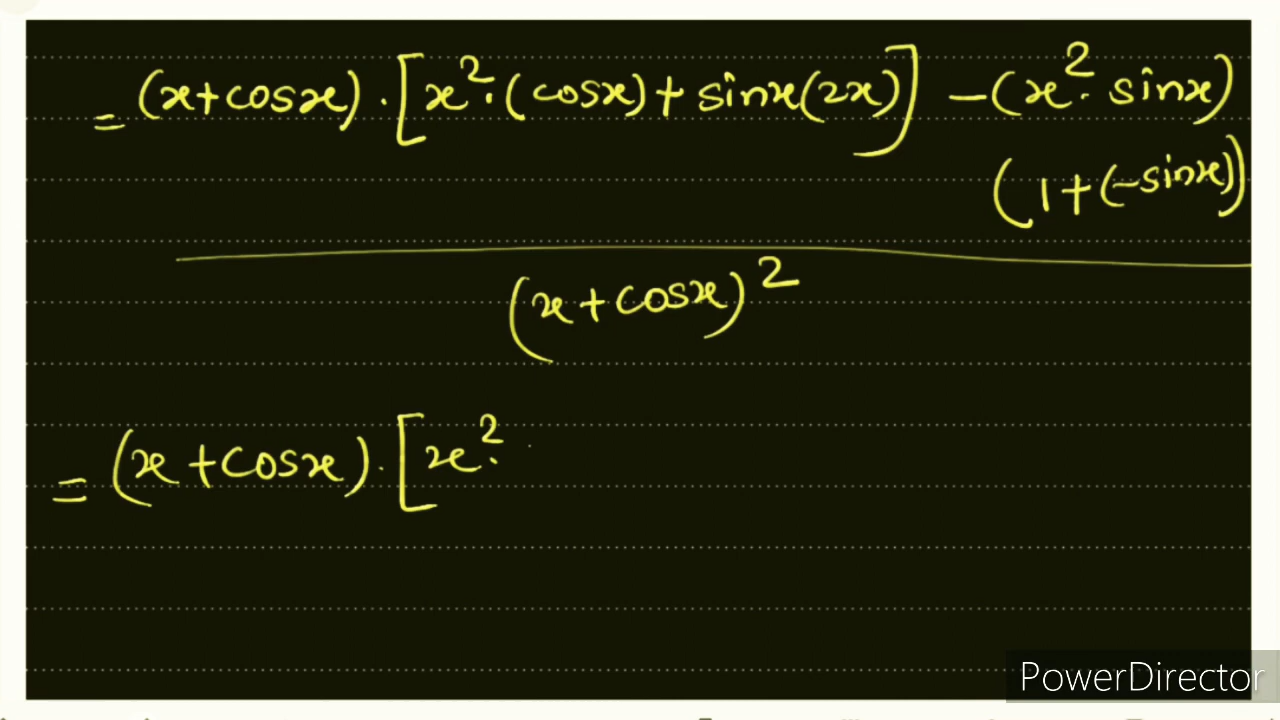 = (x+cosx) · [x²·(cosx) + sinx(2x)] - (x²· sinx)
(1+(-sinx))
(x+cosx)²
= (x+cosx)·[x²·
PowerDirector